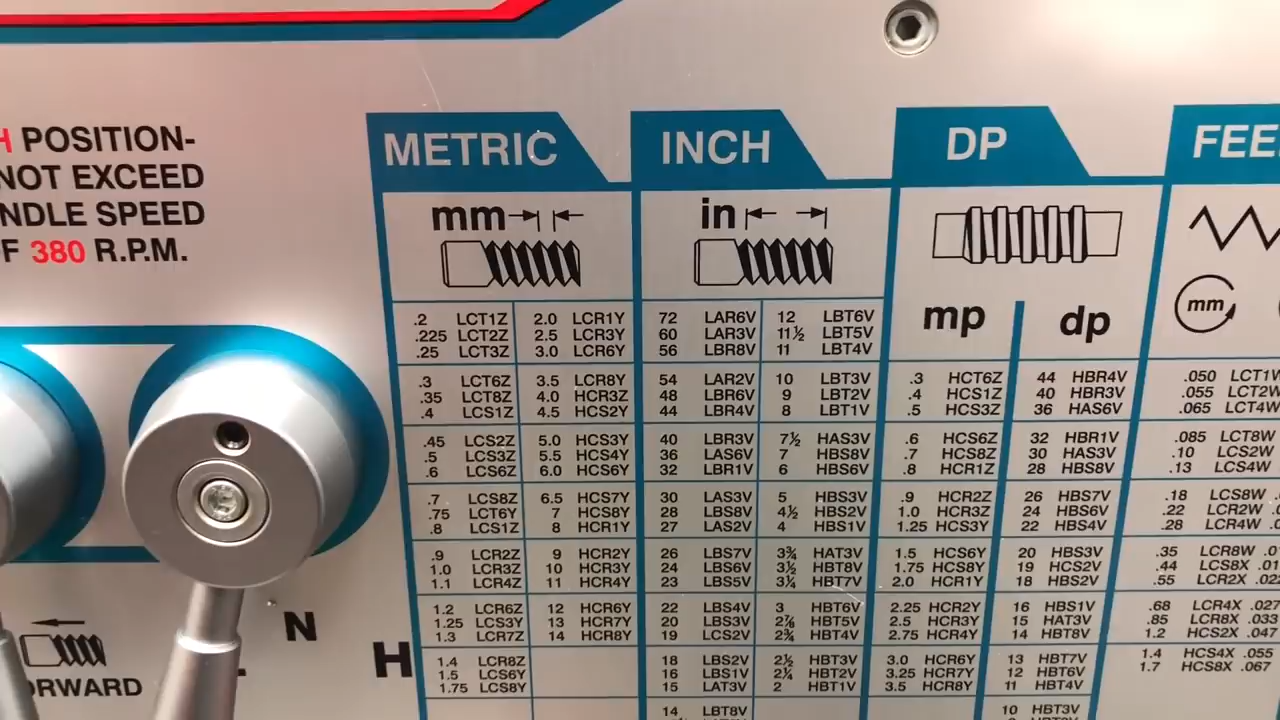 H POSITION-
NOT EXCEED
NDLE SPEED
F 380 R.P.M.
ORWARD
N
H
METRIC
mm
.2 LCT1Z 2.0 LCR1Y
.225 LCT2Z 2.5 LCR3Y
.25 LCT3Z 3.0 LCR6Y
.3 LCT6Z 3.5 LCR8Y
.35 LCT8Z 4.0 HCR3Z
.4 LCS1Z 4.5 HCS2Y
.45 LCS2Z 5.0 HCS3Y
.5 LCS3Z 5.5 HCS4Y
.6 LCS6Z 6.0 HCS6Y
.7 LCS8Z 6.5 HCS7Y
.75 LCT6Y 7 HCS8Y
.8 LCS1Z 8 HCR1Y
.9 LCR2Z 9 HCR2Y
1.0 LCR3Z 10 HCR3Y
1.1 LCR4Z 11 HCR4Y
1.2 LCR6Z 12 HCR6Y
1.25 LCS3Y 13 HCR7Y
1.3 LCR7Z 14 HCR8Y
1.4 LCR8Z
1.5 LCS6Y
1.75 LCS8Y
INCH
in
72 LAR6V 12 LBT6V
60 LAR3V 11½ LBT5V
56 LBR8V 11 LBT4V
54 LAR2V 10 LBT3V
48 LBR6V 9 LBT2V
44 LBR4V 8 LBT1V
40 LBR3V 7½ HAS3V
36 LAS6V 7 HBS8V
32 LBR1V 6 HBS6V
30 LAS3V 5 HBS3V
28 LBS8V 4½ HBS2V
27 LAS2V 4 HBS1V
26 LBS7V 3¾ HAT3V
24 LBS6V 3½ HBT8V
23 LBS5V 3¼ HBT7V
22 LBS4V 3 HBT6V
20 LBS3V 2⅞ HBT5V
19 LCS2V 2¾ HBT4V
18 LBS2V 2½ HBT3V
16 LBS1V 2¼ HBT2V
15 LAT3V 2 HBT1V
14 LBT8V
DP
mp dp
.3 HCT6Z 44 HBR4V
.4 HCS1Z 40 HBR3V
.5 HCS3Z 36 HAS6V
.6 HCS6Z 32 HBR1V
.7 HCS8Z 30 HAS3V
.8 HCR1Z 28 HBS8V
.9 HCR2Z 26 HBS7V
1.0 HCR3Z 24 HBS6V
1.25 HCS3Y 22 HBS4V
1.5 HCS6Y 20 HBS3V
1.75 HCS8Y 19 HCS2V
2.0 HCR1Y 18 HBS2V
2.25 HCR2Y 16 HBS1V
2.5 HCR3Y 15 HAT3V
2.75 HCR4Y 14 HBT8V
3.0 HCR6Y 13 HBT7V
3.25 HCR7Y 12 HBT6V
3.5 HCR8Y 11 HBT4V
10 HBT3V
FEE
mm
.050 LCT1W
.055 LCT2W
.065 LCT4W
.085 LCT8W
.10 LCS2W
.13 LCS4W
.18 LCS8W
.22 LCR2W
.28 LCR4W
.35 LCR8W
.44 LCS8X
.55 LCR2X
.68 LCR4X .027
.85 LCR8X .033
1.2 HCS2X .047
1.4 HCS4X .055
1.7 HCS8X .067